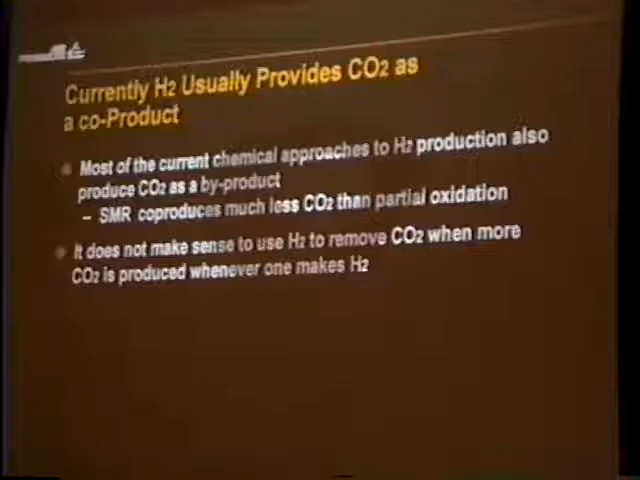 Currently H2 Usually Provides CO2 as
a co-Product
Most of the current chemical approaches to H2 production also
produce CO2 as a by-product
– SMR coproduces much less CO2 than partial oxidation
It does not make sense to use H2 to remove CO2 when more
CO2 is produced whenever one makes H2